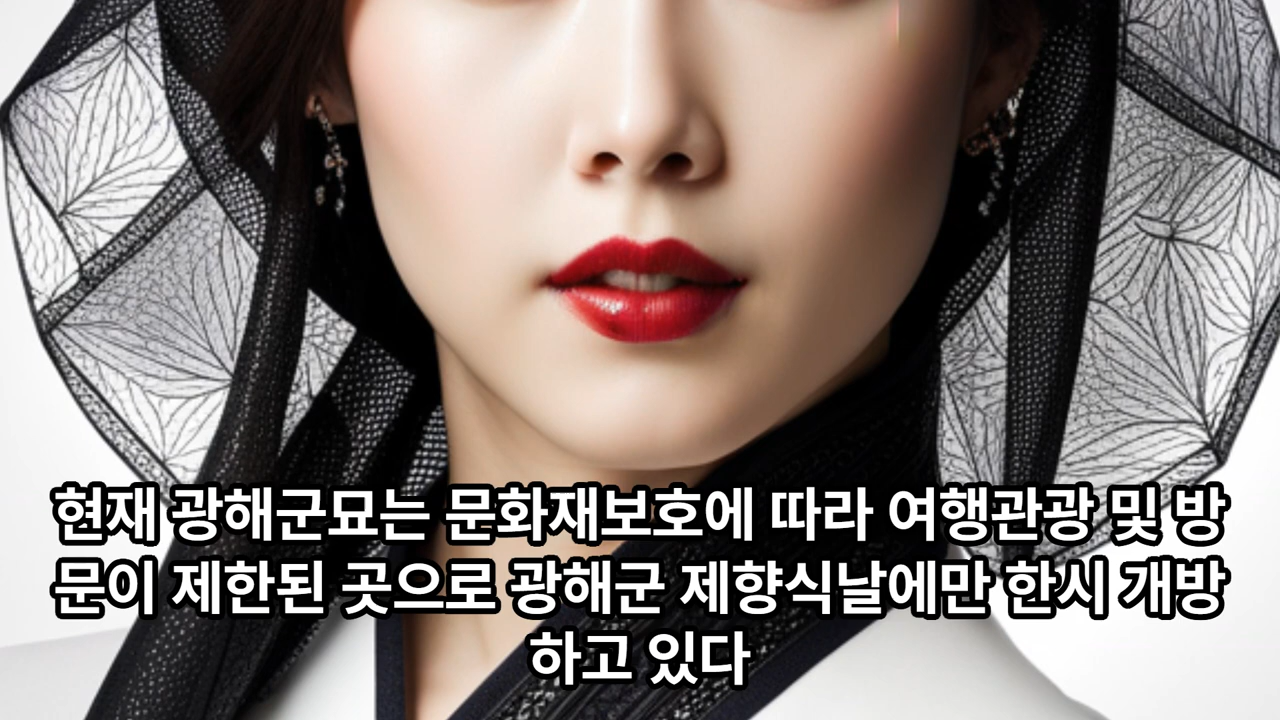 현재 광해군묘는 문화재보호에 따라 여행관광 및 방
문이 제한된 곳으로 광해군 제향식날에만 한시 개방
하고 있다